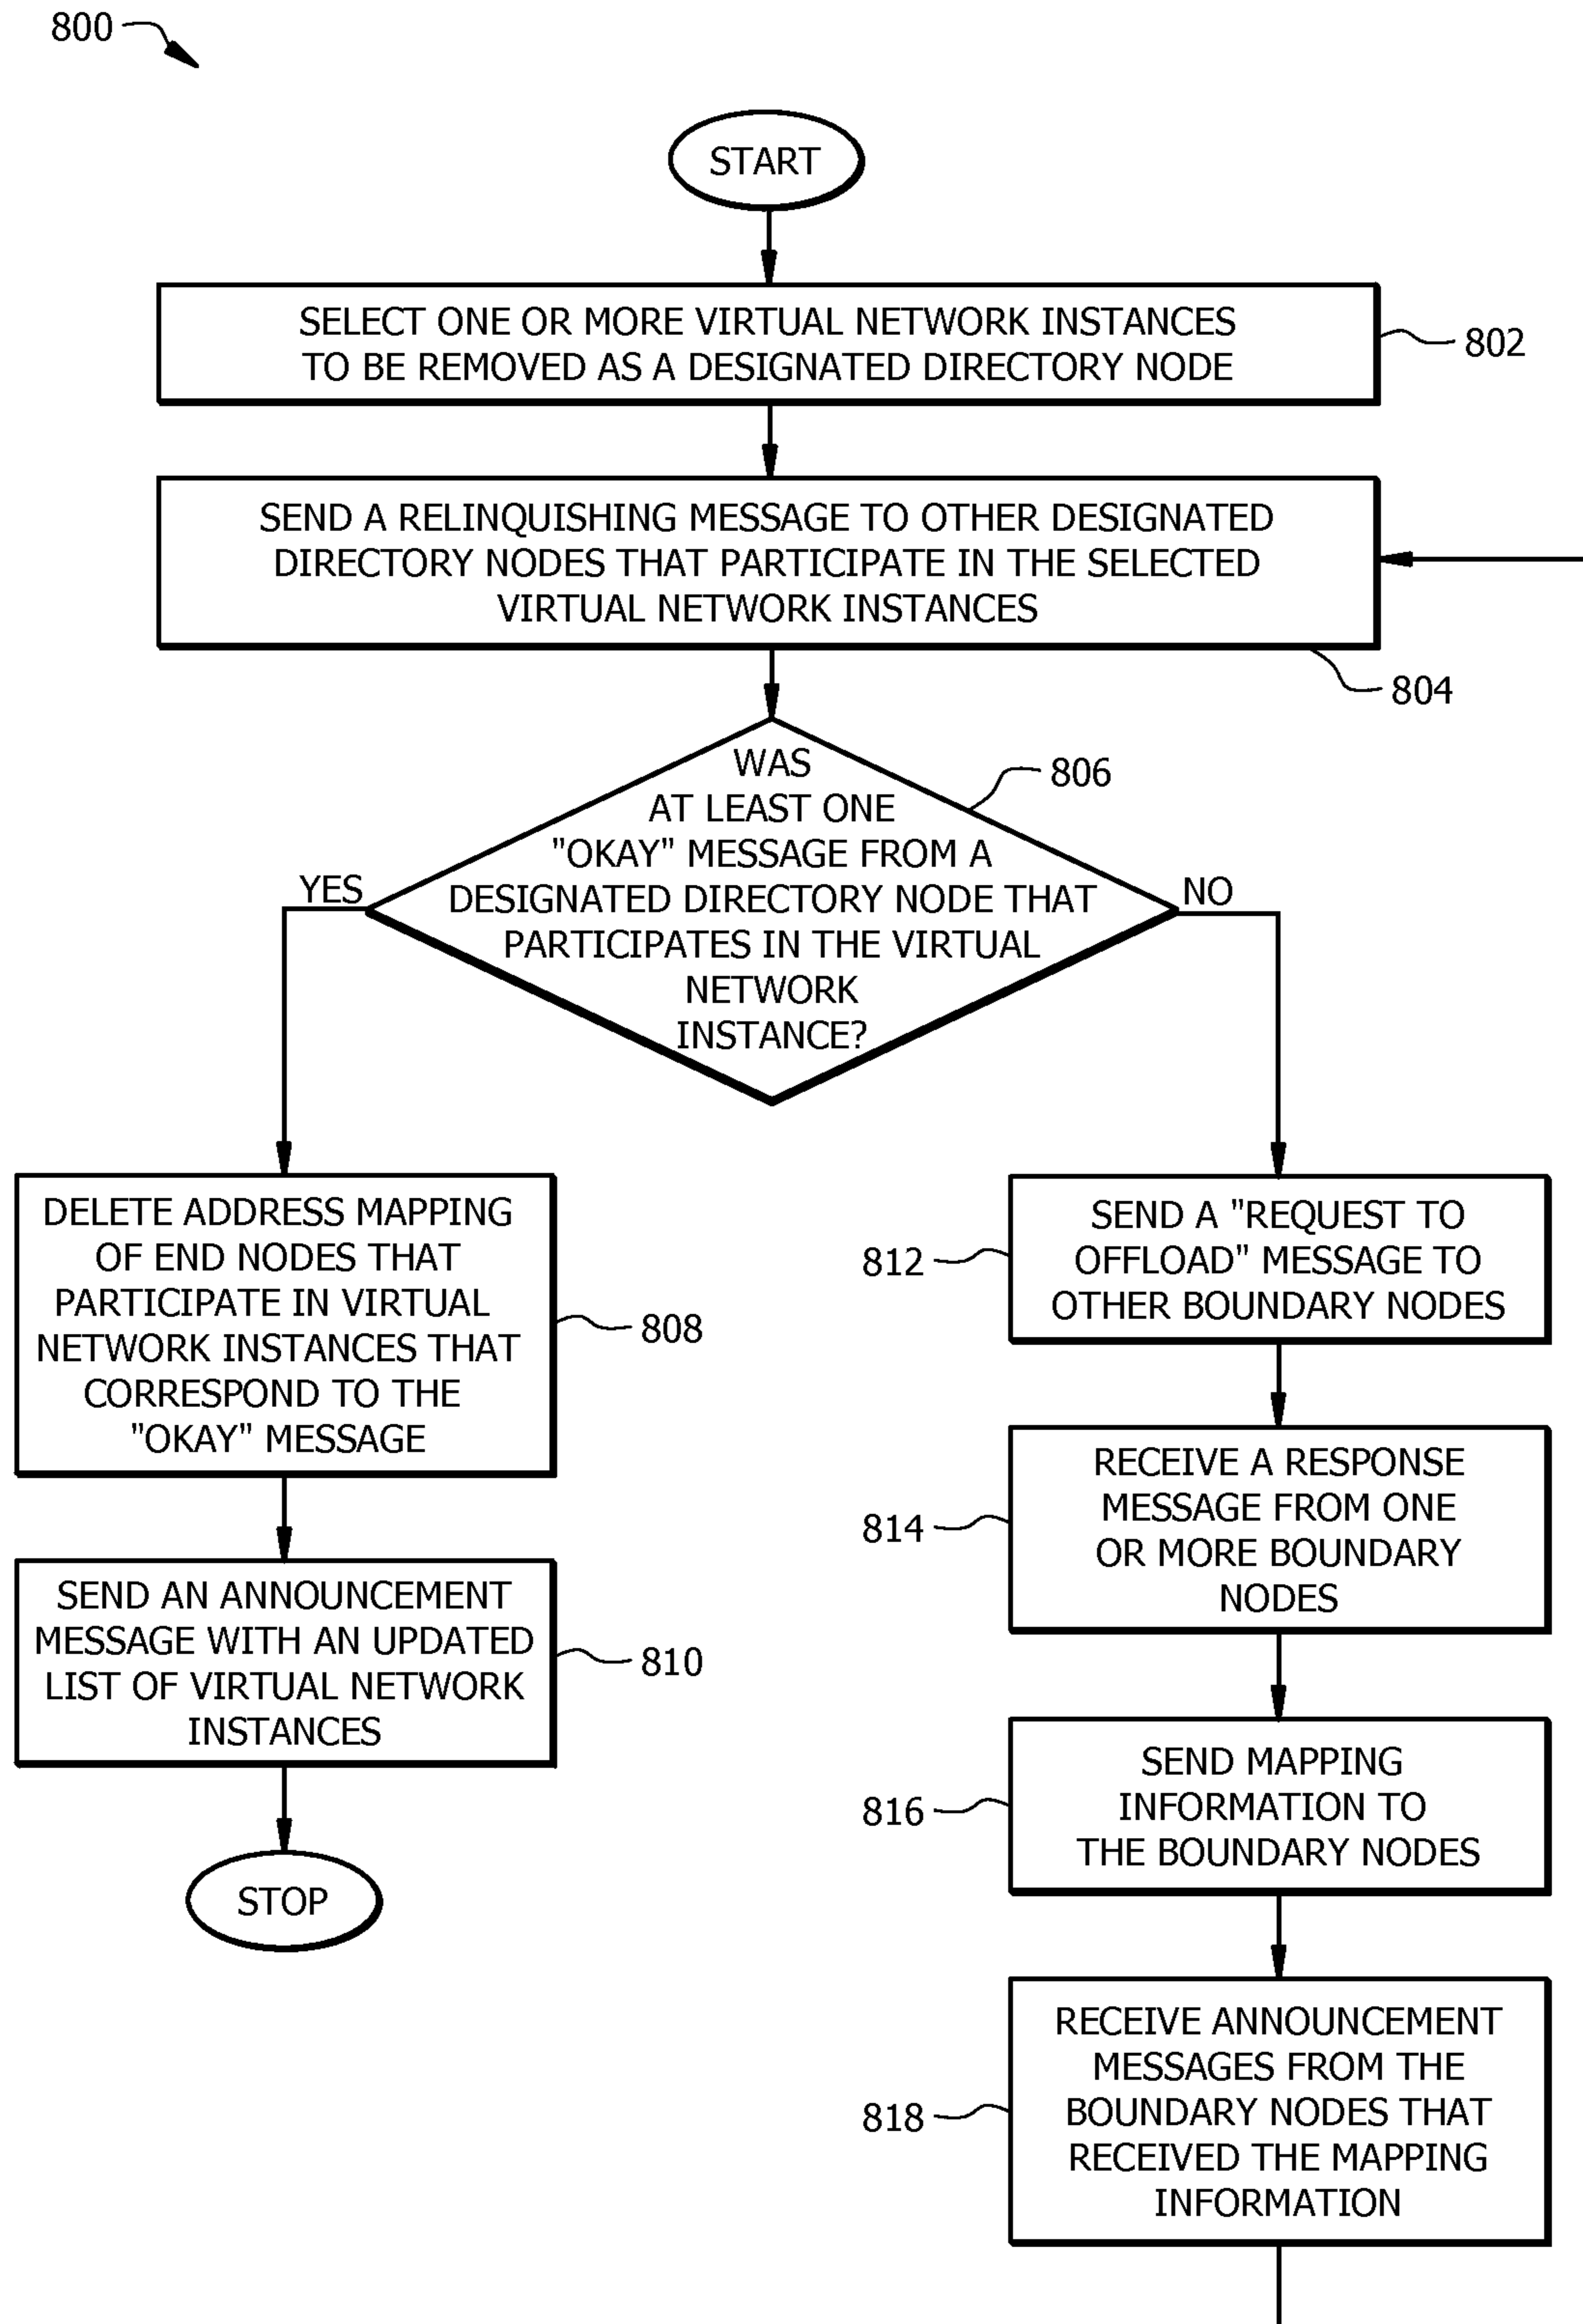 800
START
SELECT ONE OR MORE VIRTUAL NETWORK INSTANCES
TO BE REMOVED AS A DESIGNATED DIRECTORY NODE
802
SEND A RELINQUISHING MESSAGE TO OTHER DESIGNATED
DIRECTORY NODES THAT PARTICIPATE IN THE SELECTED
VIRTUAL NETWORK INSTANCES
804
WAS
AT LEAST ONE
"OKAY" MESSAGE FROM A
DESIGNATED DIRECTORY NODE THAT
PARTICIPATES IN THE VIRTUAL
NETWORK
INSTANCE?
806
YES
NO
DELETE ADDRESS MAPPING
OF END NODES THAT
PARTICIPATE IN VIRTUAL
NETWORK INSTANCES THAT
CORRESPOND TO THE
"OKAY" MESSAGE
808
SEND AN ANNOUNCEMENT
MESSAGE WITH AN UPDATED
LIST OF VIRTUAL NETWORK
INSTANCES
810
STOP
SEND A "REQUEST TO
OFFLOAD" MESSAGE TO
OTHER BOUNDARY NODES
812
RECEIVE A RESPONSE
MESSAGE FROM ONE
OR MORE BOUNDARY
NODES
814
SEND MAPPING
INFORMATION TO
THE BOUNDARY NODES
816
RECEIVE ANNOUNCEMENT
MESSAGES FROM THE
BOUNDARY NODES THAT
RECEIVED THE MAPPING
INFORMATION
818